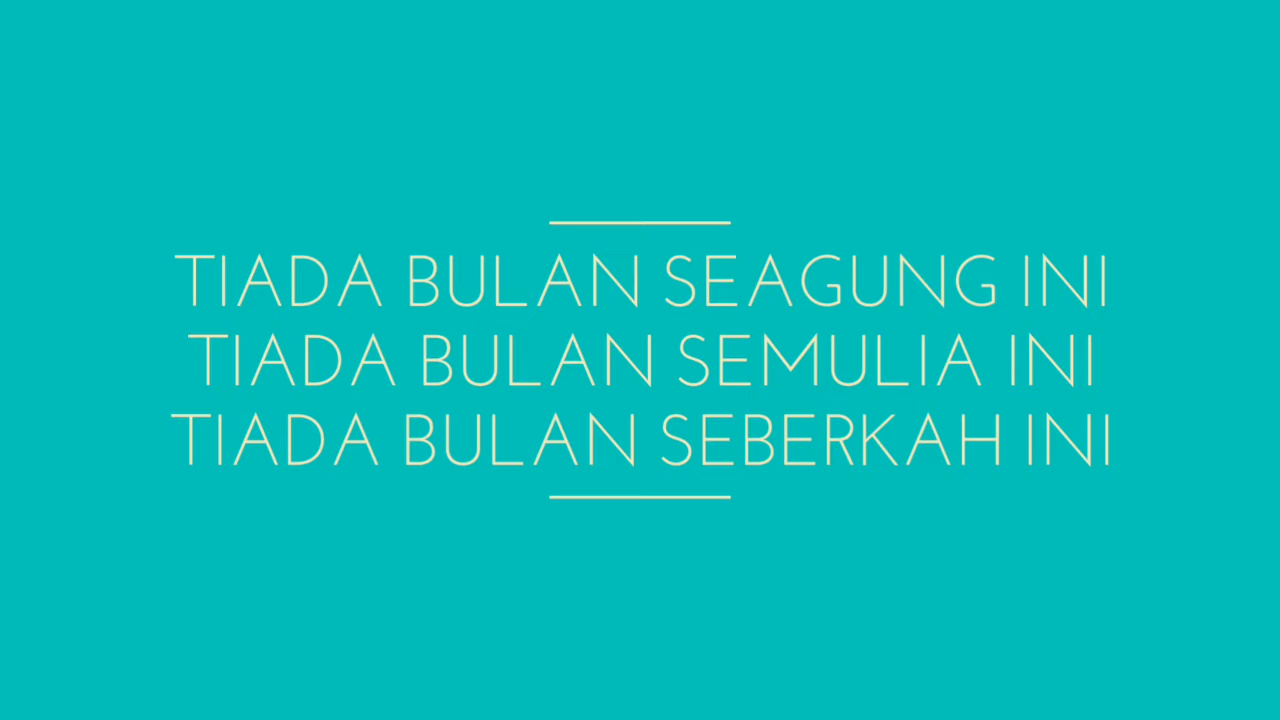 TIADA BULAN SEAGUNG INI
TIADA BULAN SEMULIA INI
TIADA BULAN SEBERKAH INI